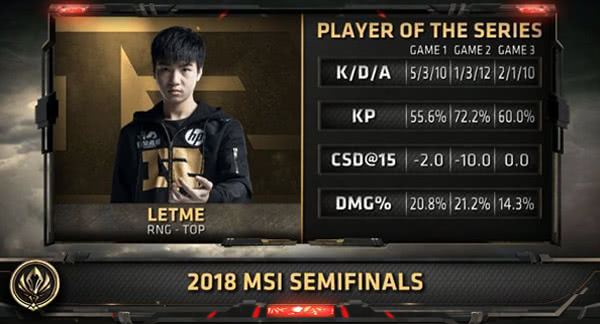 PLAYER OF THE SERIES
GAME 1 GAME 2 GAME 3
K/D/A 5/3/10 1/3/12 2/1/10
KP 55.6% 72.2% 60.0%
CSD@15 -2.0 -10.0 0.0
DMG% 20.8% 21.2% 14.3%
hp
LETME
RNG - TOP
2018 MSI SEMIFINALS